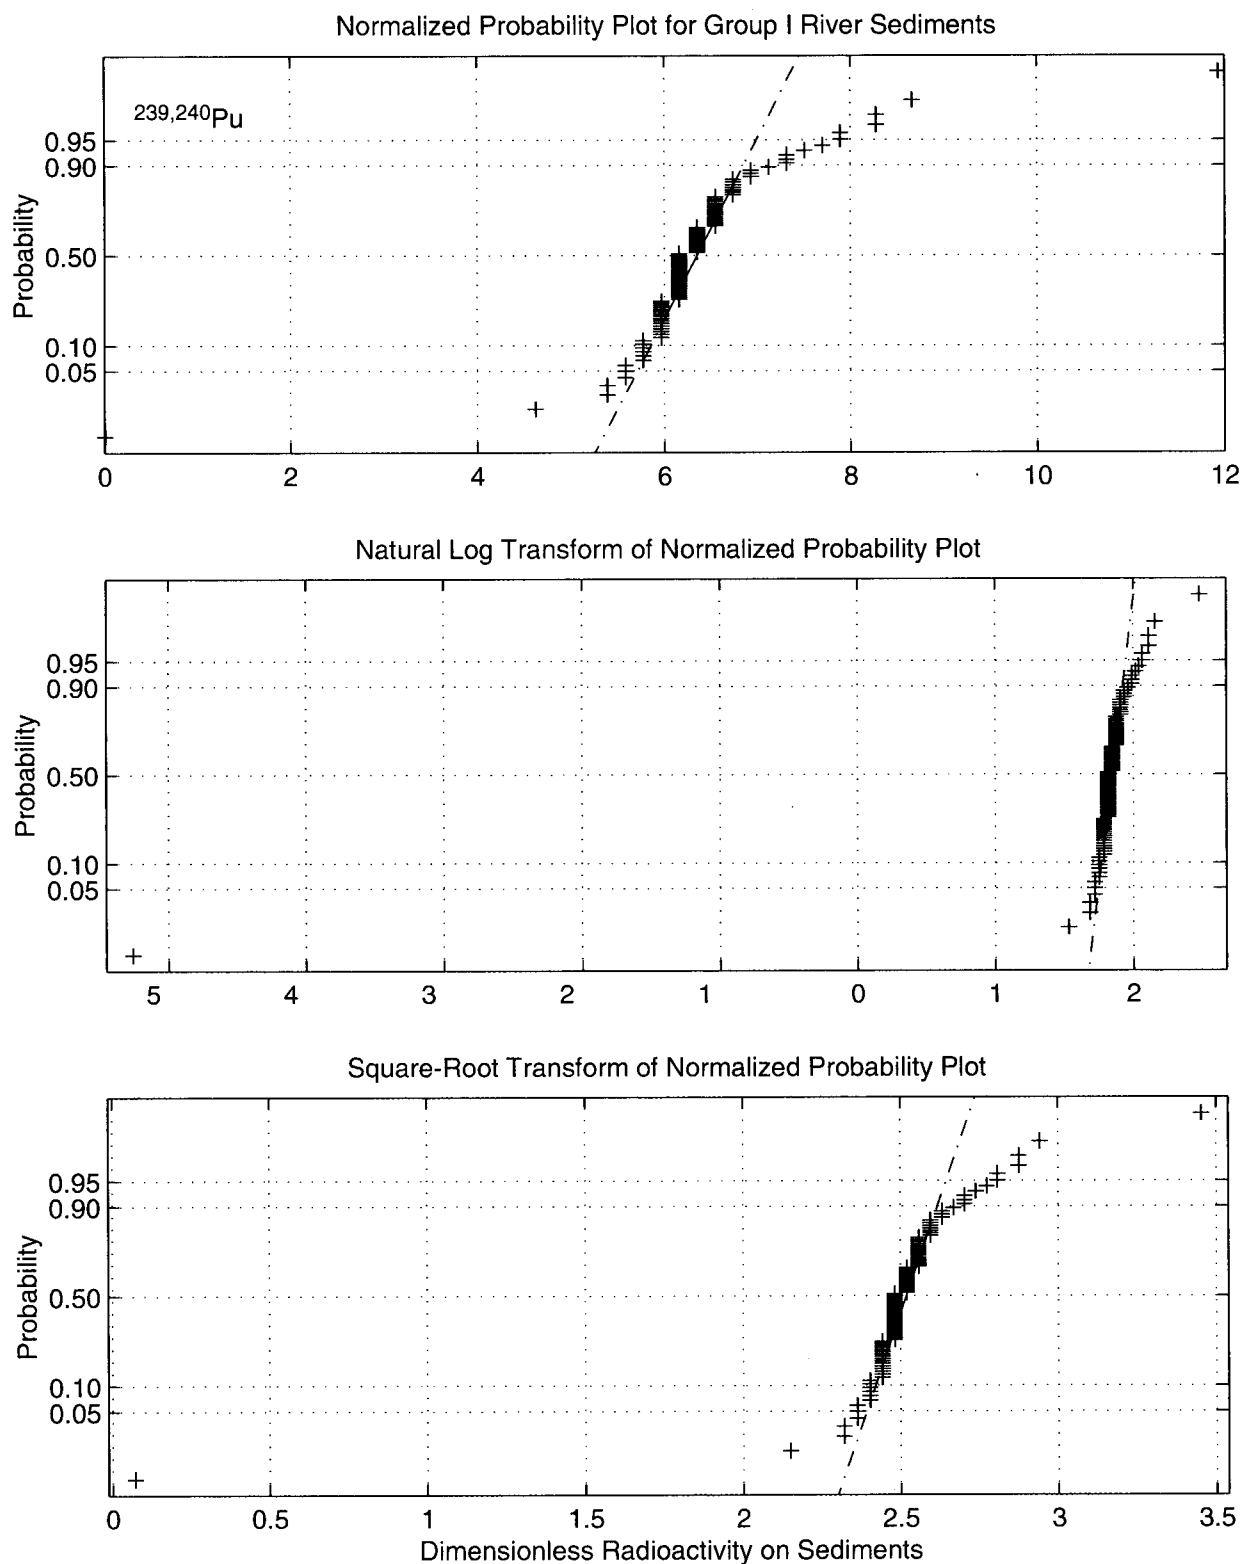 Normalized Probability Plot for Group I River Sediments
239,240Pu
0.95
0.90
0.50
0.10
0.05
Probability
0 2 4 6 8 10 12
Natural Log Transform of Normalized Probability Plot
0.95
0.90
0.50
0.10
0.05
Probability
5 4 3 2 1 0 1 2
Square-Root Transform of Normalized Probability Plot
0.95
0.90
0.50
0.10
0.05
Probability
0 0.5 1 1.5 2 2.5 3 3.5
Dimensionless Radioactivity on Sediments